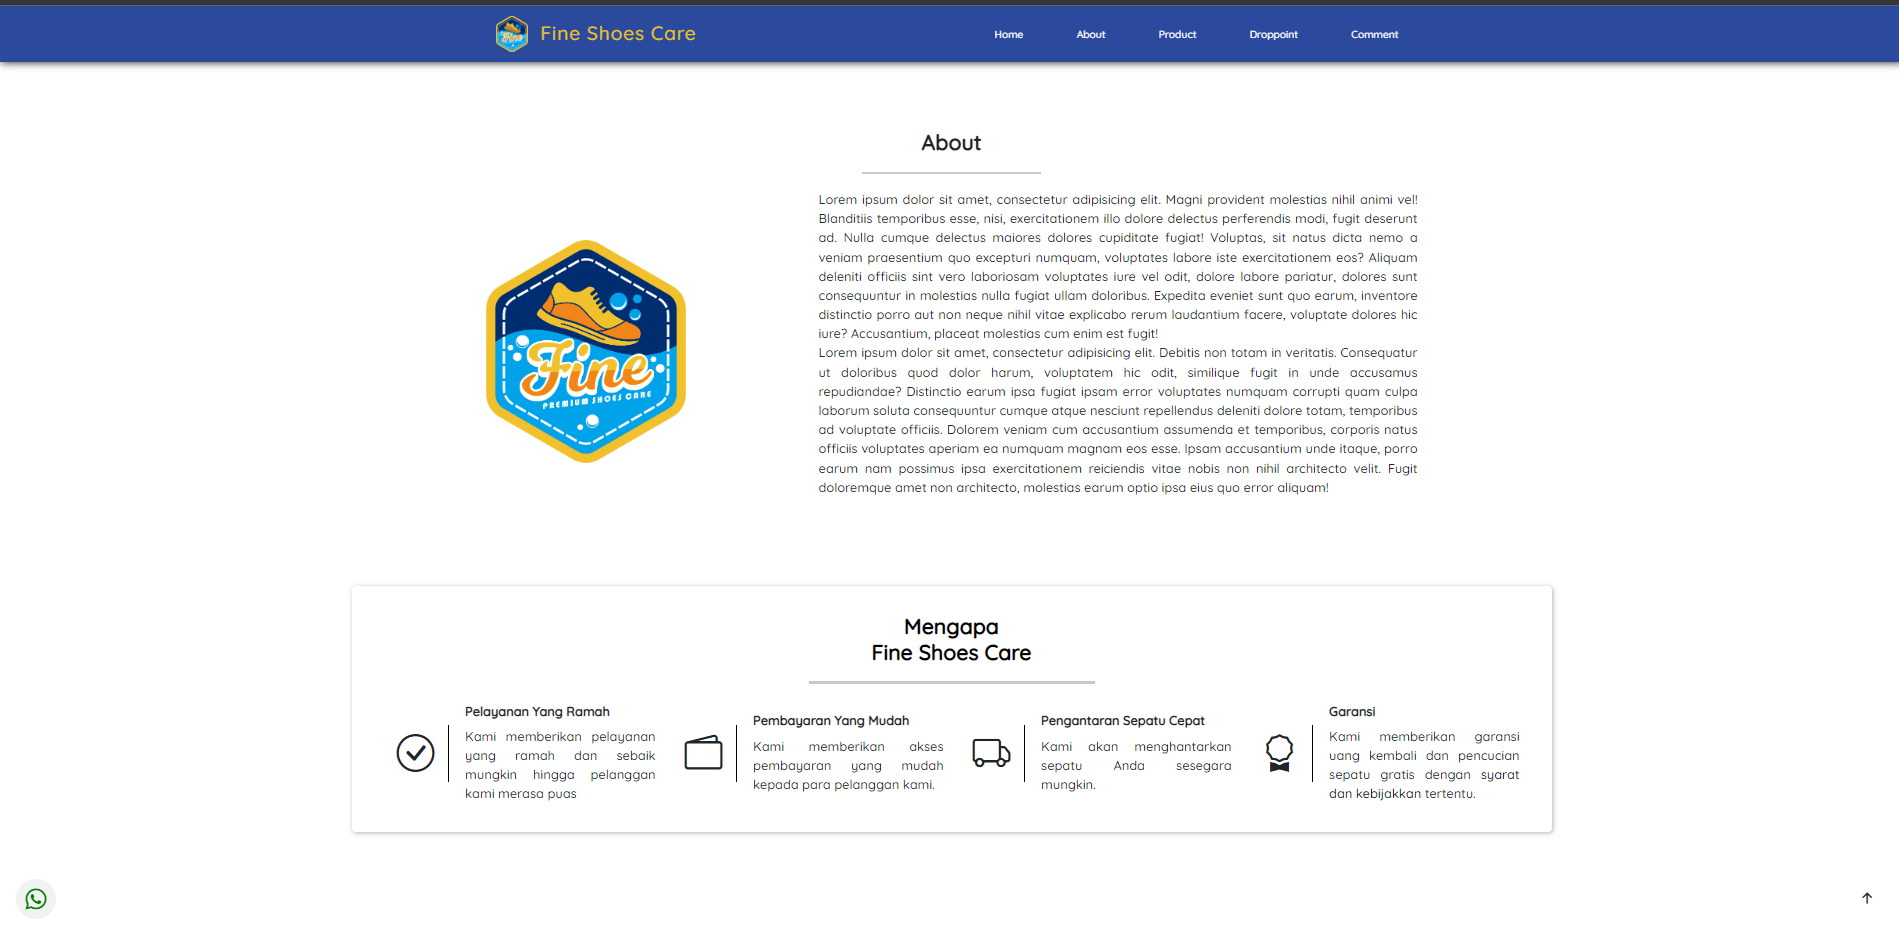 Fine Shoes Care
Home
About
Product
Droppoint
Comment
About
Lorem ipsum dolor sit amet, consectetur adipisicing elit. Magni provident molestias nihil animi vel!
Blanditiis temporibus esse, nisi, exercitationem illo dolore delectus perferendis modi, fugit deserunt
ad. Nulla cumque delectus maiores dolores cupiditate fugiat! Voluptas, sit natus dicta nemo a
veniam praesentium quo excepturi numquam, voluptates labore iste exercitationem eos? Aliquam
deleniti officiis sint vero laboriosam voluptates iure vel odit, dolore labore pariatur, dolores sunt
consequuntur in molestias nulla fugiat ullam doloribus. Expedita eveniet sunt quo earum, inventore
distinctio porro aut non neque nihil vitae explicabo rerum laudantium facere, voluptate dolores hic
iure? Accusantium, placeat molestias cum enim est fugit!
Lorem ipsum dolor sit amet, consectetur adipisicing elit. Debitis non totam in veritatis. Consequatur
ut doloribus quod dolor harum, voluptatem hic odit, similique fugit in unde accusamus
repudiandae? Distinctio earum ipsa fugiat ipsam error voluptates numquam corrupti quam culpa
laborum soluta consequuntur cumque atque nesciunt repellendus deleniti dolore totam, temporibus
ad voluptate officiis. Dolorem veniam cum accusantium assumenda et temporibus, corporis natus
officiis voluptates aperiam ea numquam magnam eos esse. Ipsam accusantium unde itaque, porro
earum nam possimus ipsa exercitationem reiciendis vitae nobis non nihil architecto velit. Fugit
doloremque amet non architecto, molestias earum optio ipsa eius quo error aliquam!
Fine
PREMIUM SHOES CARE
Mengapa
Fine Shoes Care
Pelayanan Yang Ramah
Kami memberikan pelayanan
yang ramah dan sebaik
mungkin hingga pelanggan
kami merasa puas
Pembayaran Yang Mudah
Kami memberikan akses
pembayaran yang mudah
kepada para pelanggan kami.
Pengantaran Sepatu Cepat
Kami akan menghantarkan
sepatu Anda sesegara
mungkin.
Garansi
Kami memberikan garansi
uang kembali dan pencucian
sepatu gratis dengan syarat
dan kebijakkan tertentu.